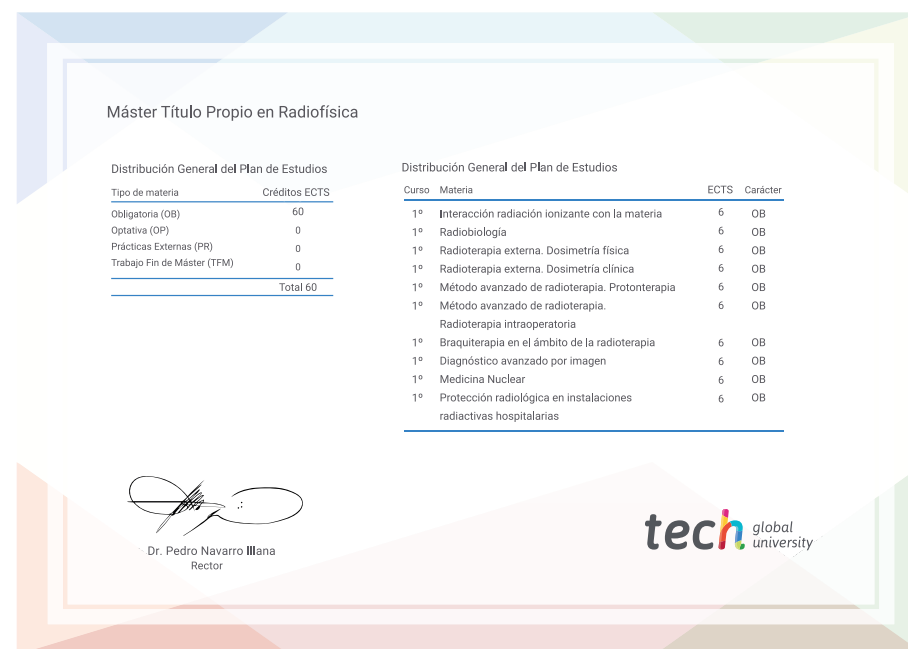 Máster Título Propio en Radiofísica
Distribución General del Plan de Estudios
Tipo de materia Créditos ECTS
Obligatoria (OB) 60
Optativa (OP) 0
Prácticas Externas (PR) 0
Trabajo Fin de Máster (TFM) 0
Total 60
Distribución General del Plan de Estudios
Curso Materia ECTS Carácter
1º Interacción radiación ionizante con la materia 6 OB
1º Radiobiología 6 OB
1º Radioterapia externa. Dosimetría física 6 OB
1º Radioterapia externa. Dosimetría clínica 6 OB
1º Método avanzado de radioterapia. Protonterapia 6 OB
1º Método avanzado de radioterapia. 6 OB
Radioterapia intraoperatoria
1º Braquiterapia en el ámbito de la radioterapia 6 OB
1º Diagnóstico avanzado por imagen 6 OB
1º Medicina Nuclear 6 OB
1º Protección radiológica en instalaciones 6 OB
radiactivas hospitalarias
Dr. Pedro Navarro Illana
Rector
tech global
university